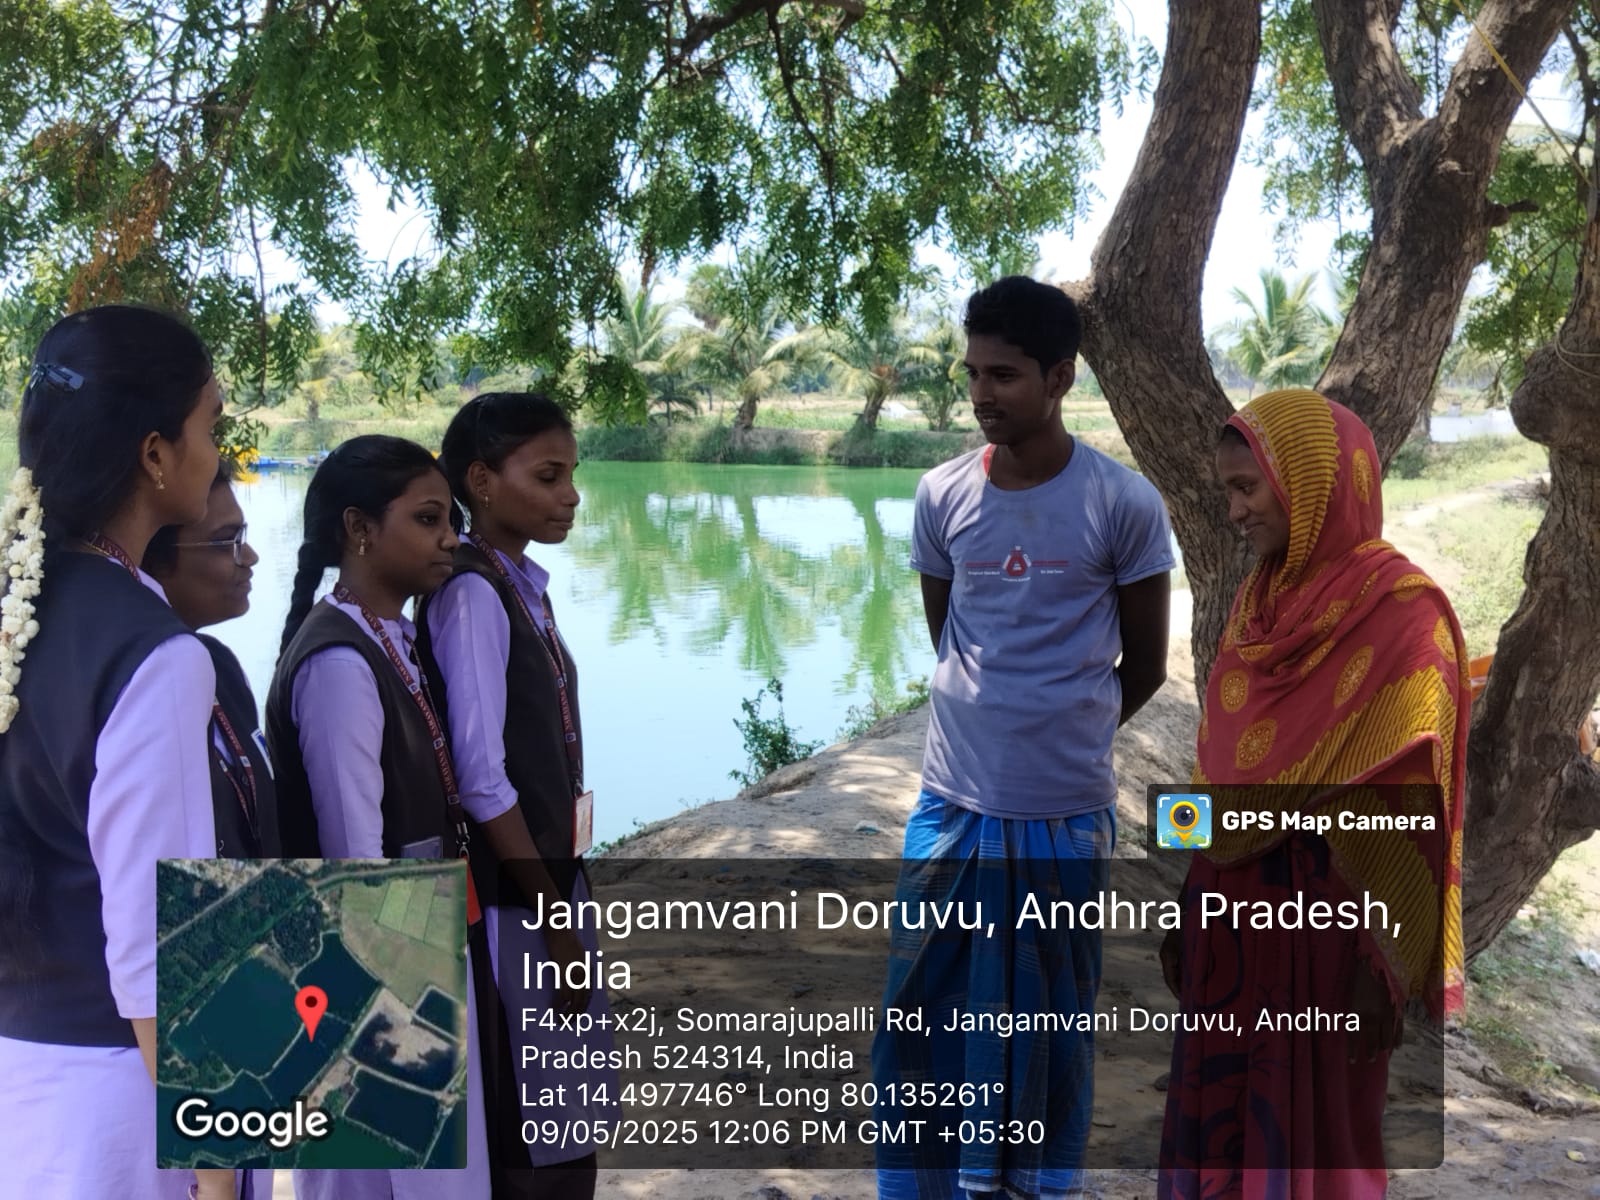 GPS Map Camera
Jangamvani Doruvu, Andhra Pradesh,
India
F4xp+x2j, Somarajupalli Rd, Jangamvani Doruvu, Andhra
Pradesh 524314, India
Lat 14.497746° Long 80.135261°
09/05/2025 12:06 PM GMT +05:30
Google